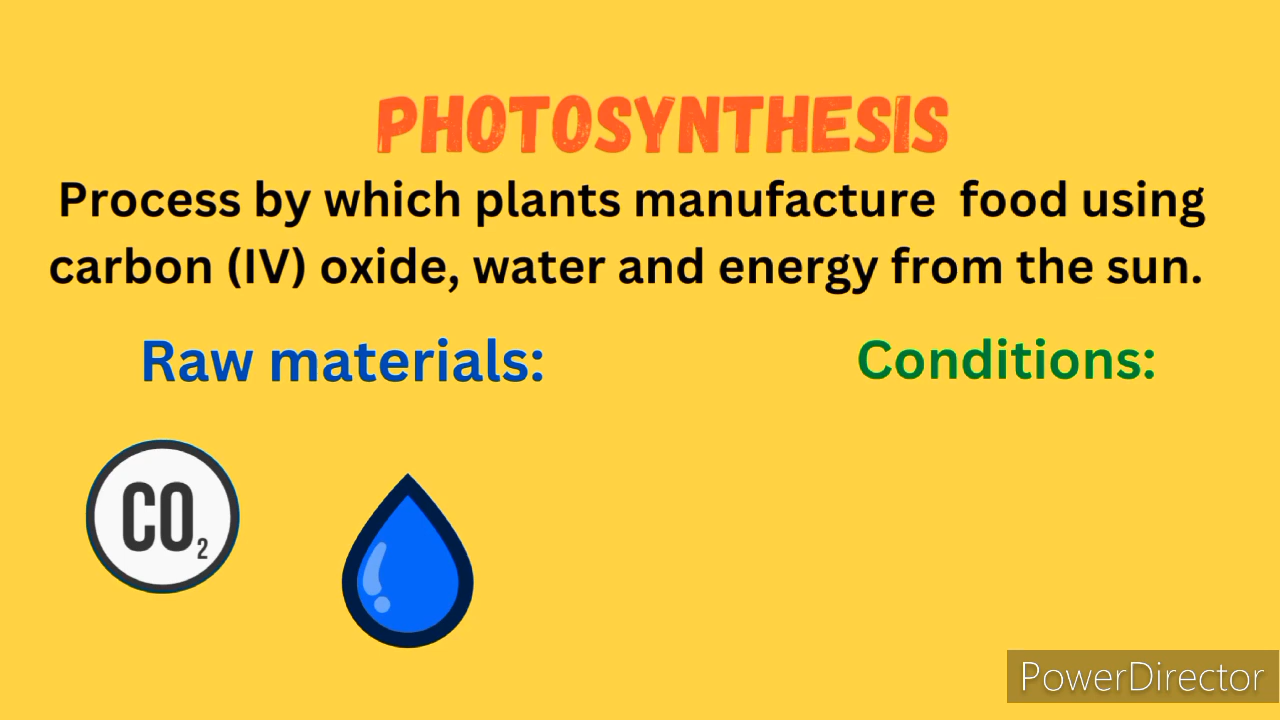 PHOTOSYNTHESIS
Process by which plants manufacture food using
carbon (IV) oxide, water and energy from the sun.
Raw materials:
Conditions:
CO₂
PowerDirector